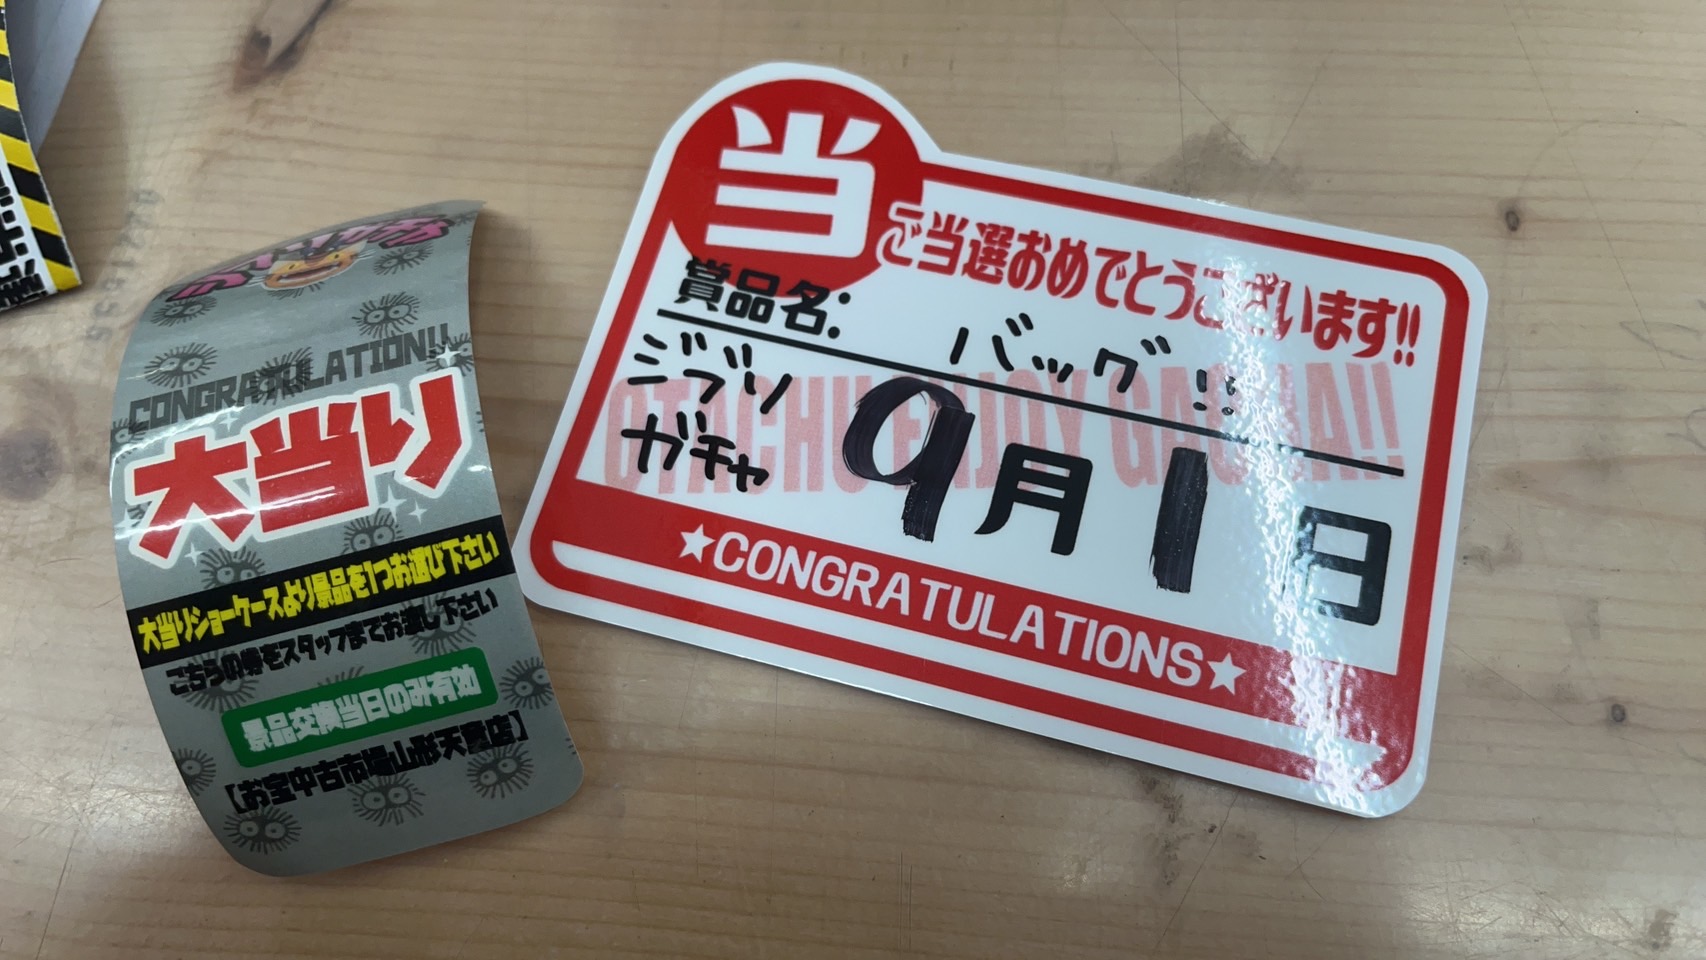 CONGRATULATION!!
大当り
大当りショーケースより景品を1つお選び下さい
こちらの券をスタッフまでお渡し下さい
景品交換当日のみ有効
【お宝中古市場山形天童店】
当
ご当選おめでとうございます!!
賞品名:
バッグ!!
ジブリ
ガチャ
OTACHU ENJOY GACHA!!
9月1日
★CONGRATULATIONS★